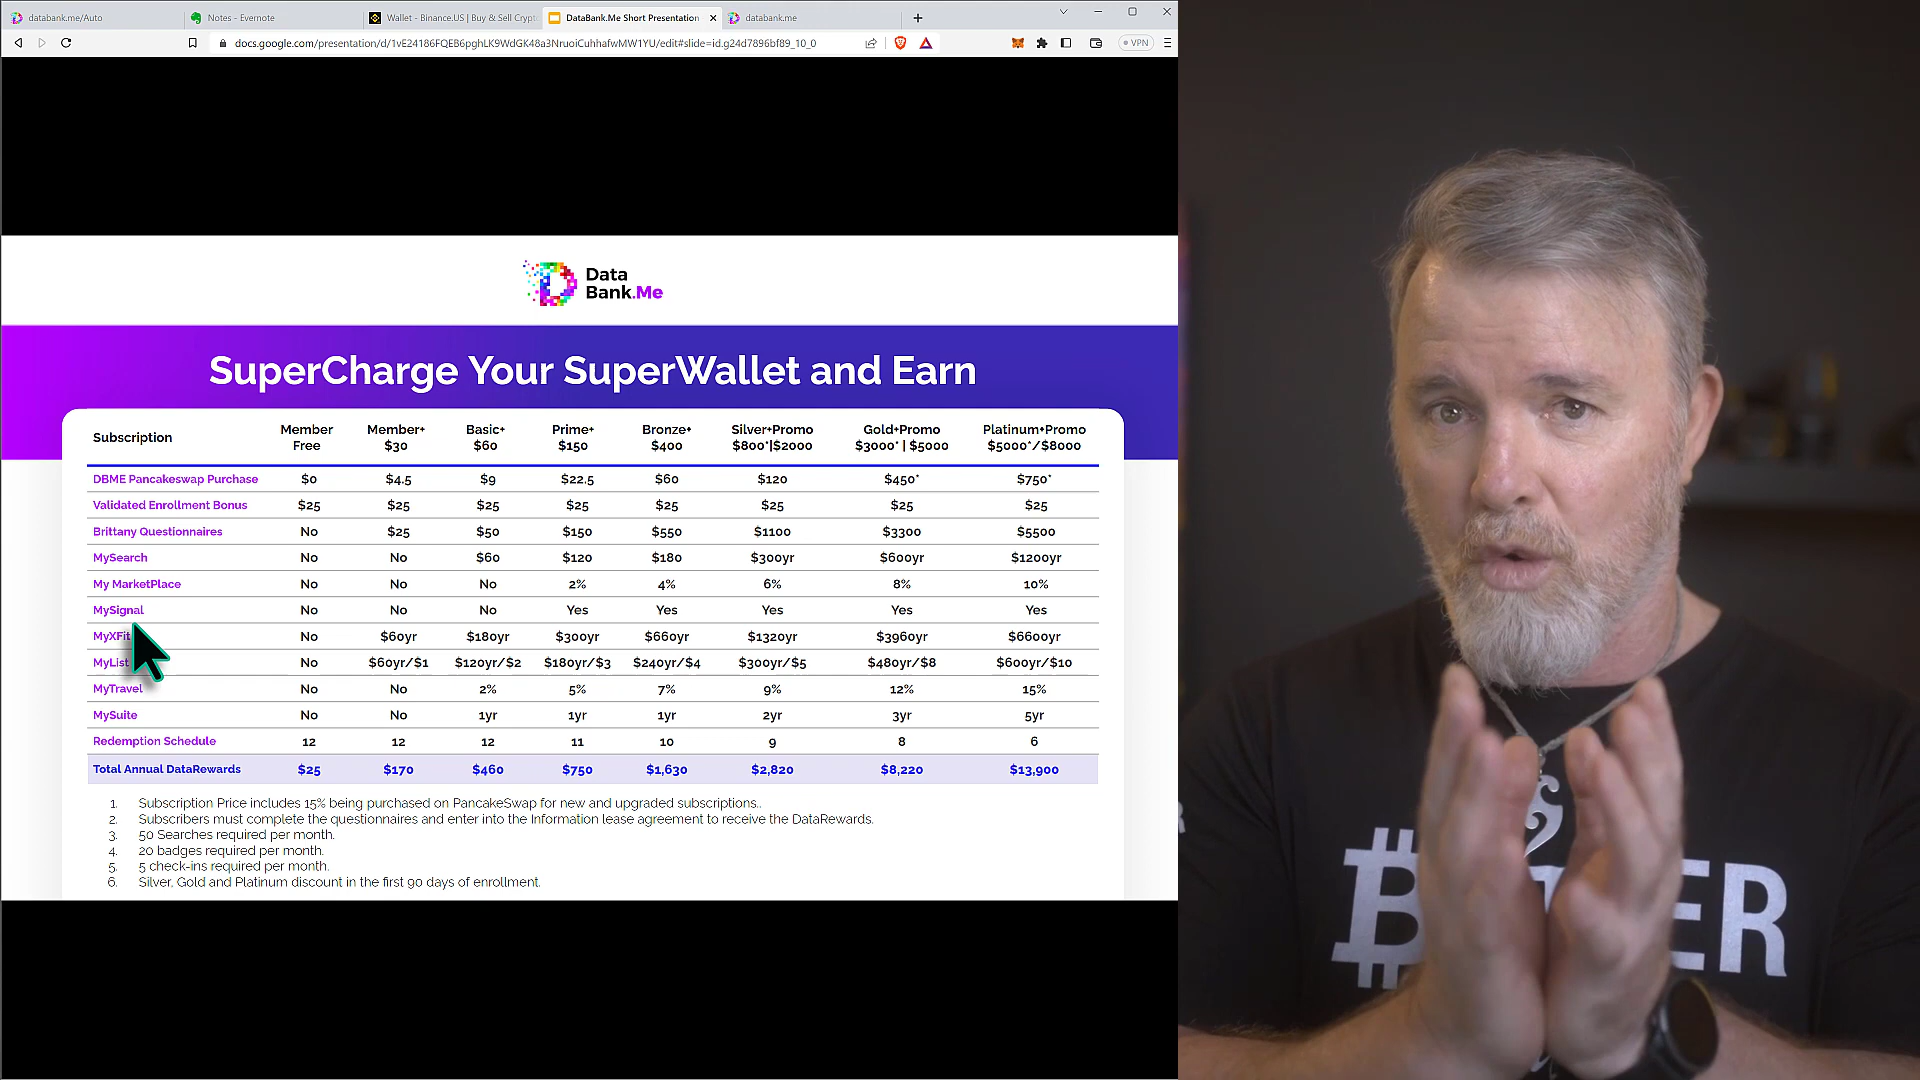 databank.me/Auto
Notes - Evernote
Wallet - Binance.US | Buy & Sell Crypt
DataBank.Me Short Presentation
databank.me
docs.google.com/presentation/d/1vE24186FQEB6pghLK9WdGK48a3NruoiCuhhafwMW1YU/edit#slide=id.g24d7896bf89_10_0
VPN
Data
Bank.Me
SuperCharge Your SuperWallet and Earn
Subscription Member Free Member+ $30 Basic+ $60 Prime+ $150 Bronze+ $400 Silver+Promo $800*|$2000 Gold+Promo $3000* | $5000 Platinum+Promo $5000*/$8000
DBME Pancakeswap Purchase $0 $4.5 $9 $22.5 $60 $120 $450* $750*
Validated Enrollment Bonus $25 $25 $25 $25 $25 $25 $25 $25
Brittany Questionnaires No $25 $50 $150 $550 $1100 $3300 $5500
MySearch No No $60 $120 $180 $300yr $600yr $1200yr
My MarketPlace No No No 2% 4% 6% 8% 10%
MySignal No No No Yes Yes Yes Yes Yes
MyXFit No $60yr $180yr $300yr $660yr $1320yr $3960yr $6600yr
MyList No $60yr/$1 $120yr/$2 $180yr/$3 $240yr/$4 $300yr/$5 $480yr/$8 $600yr/$10
MyTravel No No 2% 5% 7% 9% 12% 15%
MySuite No No 1yr 1yr 1yr 2yr 3yr 5yr
Redemption Schedule 12 12 12 11 10 9 8 6
Total Annual DataRewards $25 $170 $460 $750 $1,630 $2,820 $8,220 $13,900
1. Subscription Price includes 15% being purchased on PancakeSwap for new and upgraded subscriptions..
2. Subscribers must complete the questionnaires and enter into the Information lease agreement to receive the DataRewards.
3. 50 Searches required per month.
4. 20 badges required per month.
5. 5 check-ins required per month.
6. Silver, Gold and Platinum discount in the first 90 days of enrollment.